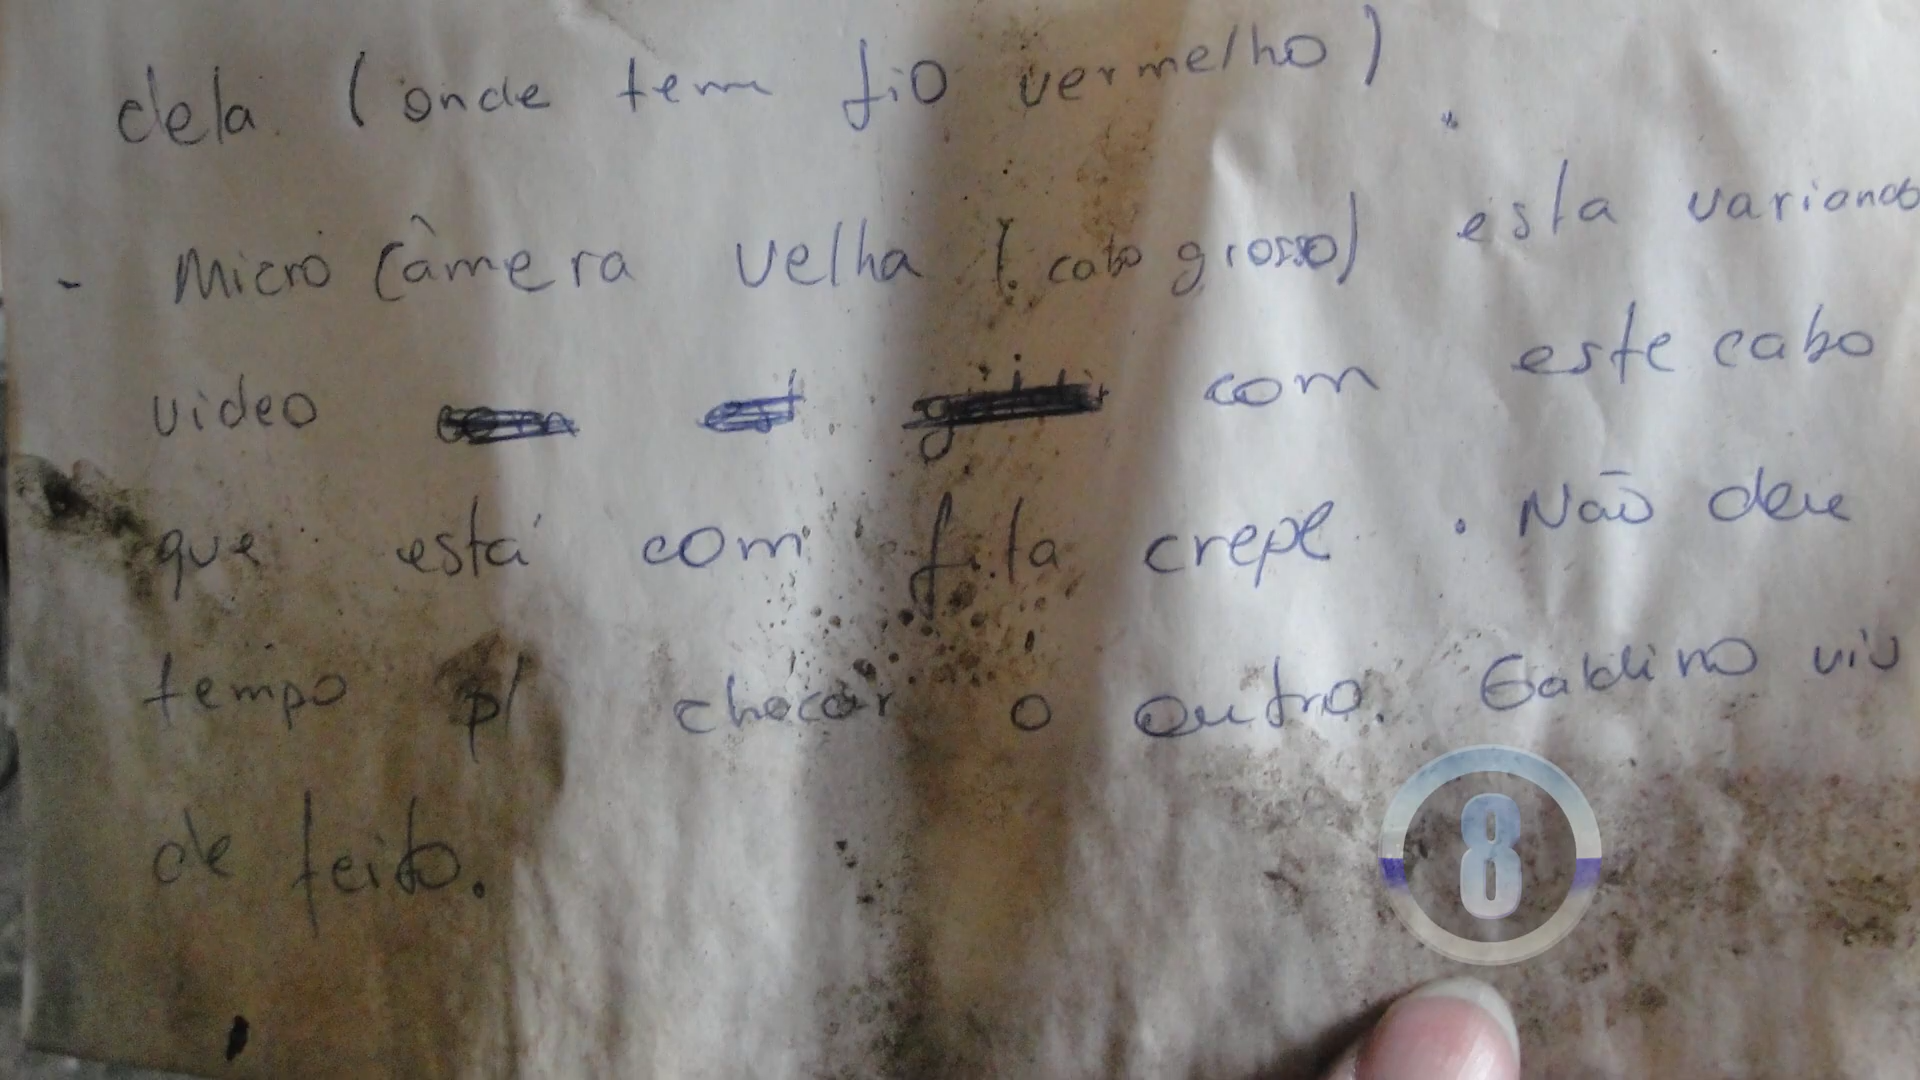 dela. (onde tem fio vermelho).
- Micro Câmera velha (cabo grosso) esta variando
video com este cabo
que está com fita crepe. Não deu
tempo p/ checar o outro. Galdino viu
de feito.
8